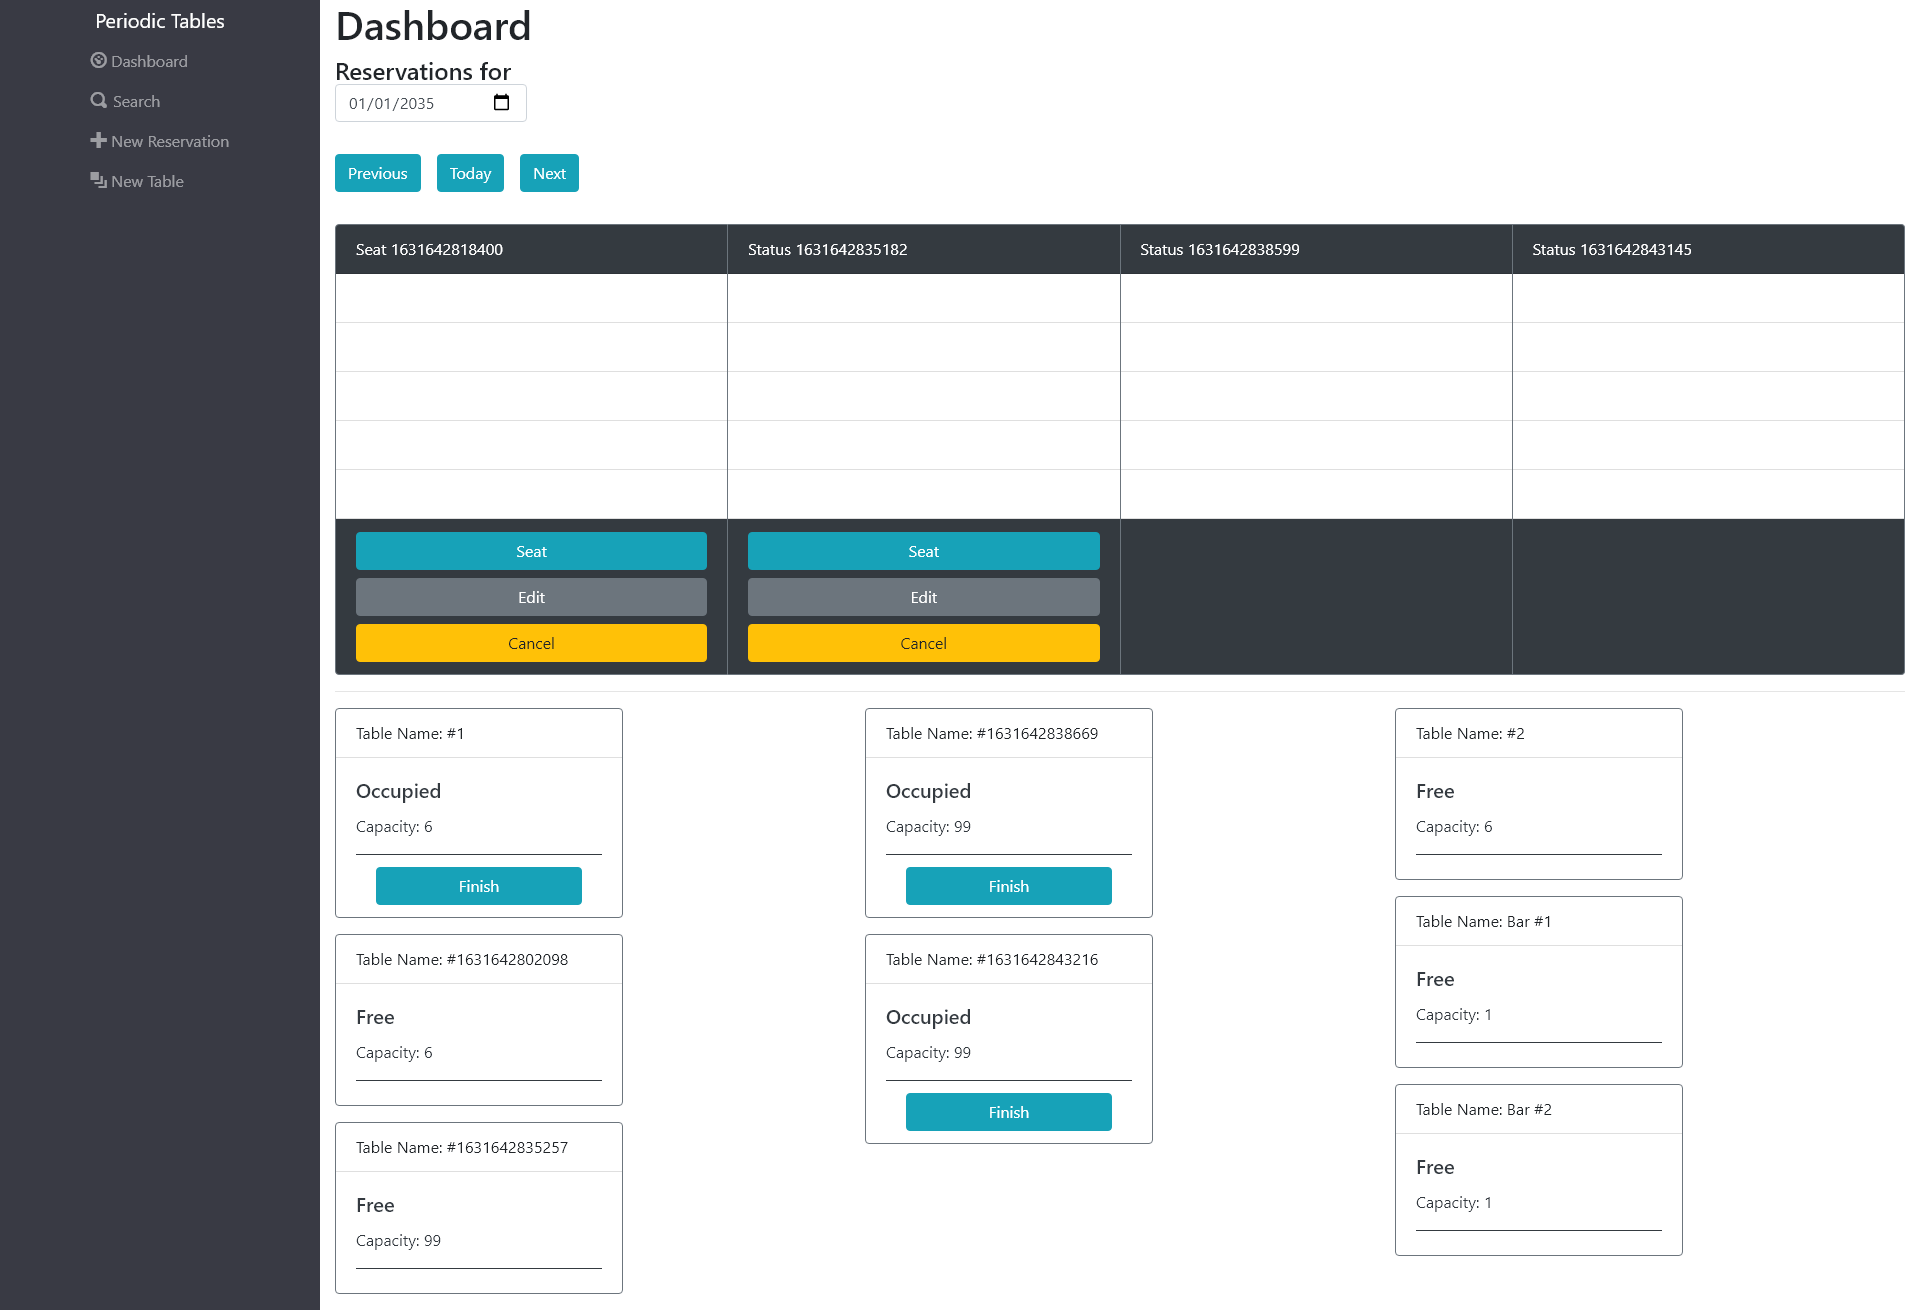 Periodic Tables
Dashboard
Search
New Reservation
New Table
Dashboard
Reservations for
01/01/2035
Previous
Today
Next
Seat 1631642818400
Status 1631642835182
Status 1631642838599
Status 1631642843145
Seat
Edit
Cancel
Seat
Edit
Cancel
Table Name: #1
Occupied
Capacity: 6
Finish
Table Name: #1631642802098
Free
Capacity: 6
Table Name: #1631642835257
Free
Capacity: 99
Table Name: #1631642838669
Occupied
Capacity: 99
Finish
Table Name: #1631642843216
Occupied
Capacity: 99
Finish
Table Name: #2
Free
Capacity: 6
Table Name: Bar #1
Free
Capacity: 1
Table Name: Bar #2
Free
Capacity: 1